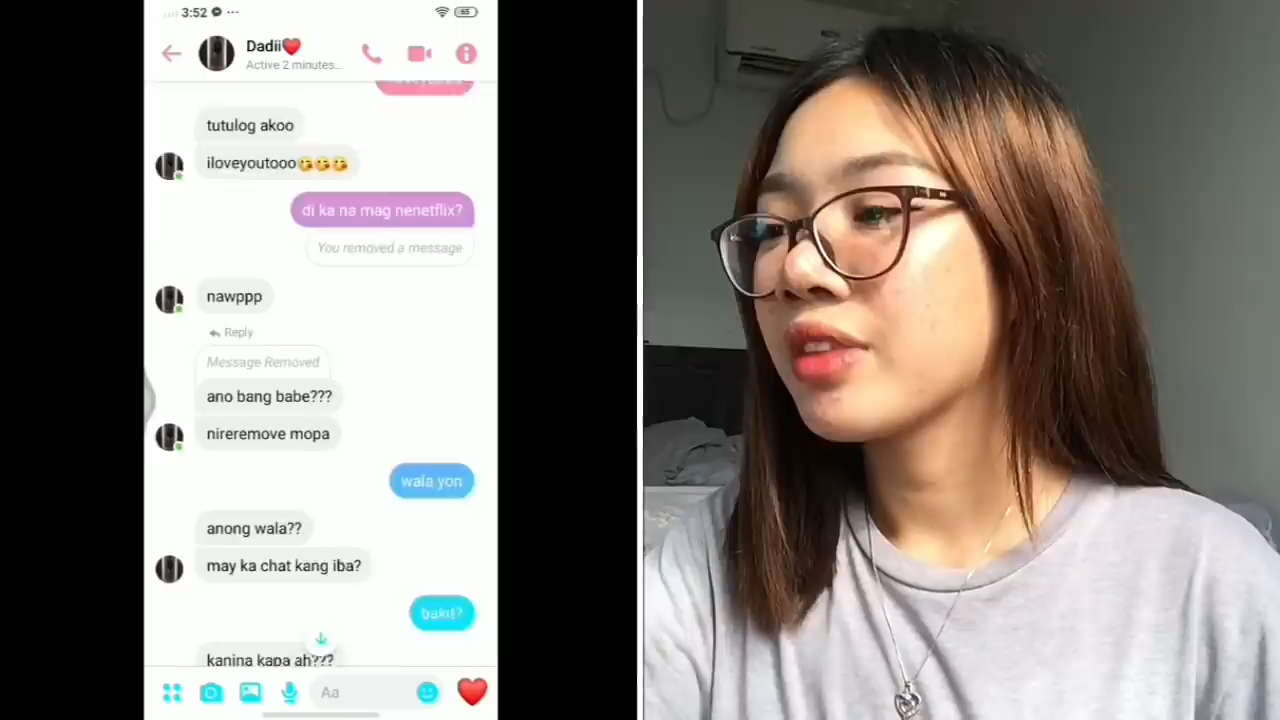 3:52
65
Dadii
Active 2 minutes...
tutulog akoo
iloveyoutooo
di ka na mag nenetflix?
You removed a message
nawppp
Reply
Message Removed
ano bang babe???
nireremove mopa
wala yon
anong wala??
may ka chat kang iba?
bakit?
kanina kapa ah???
Aa